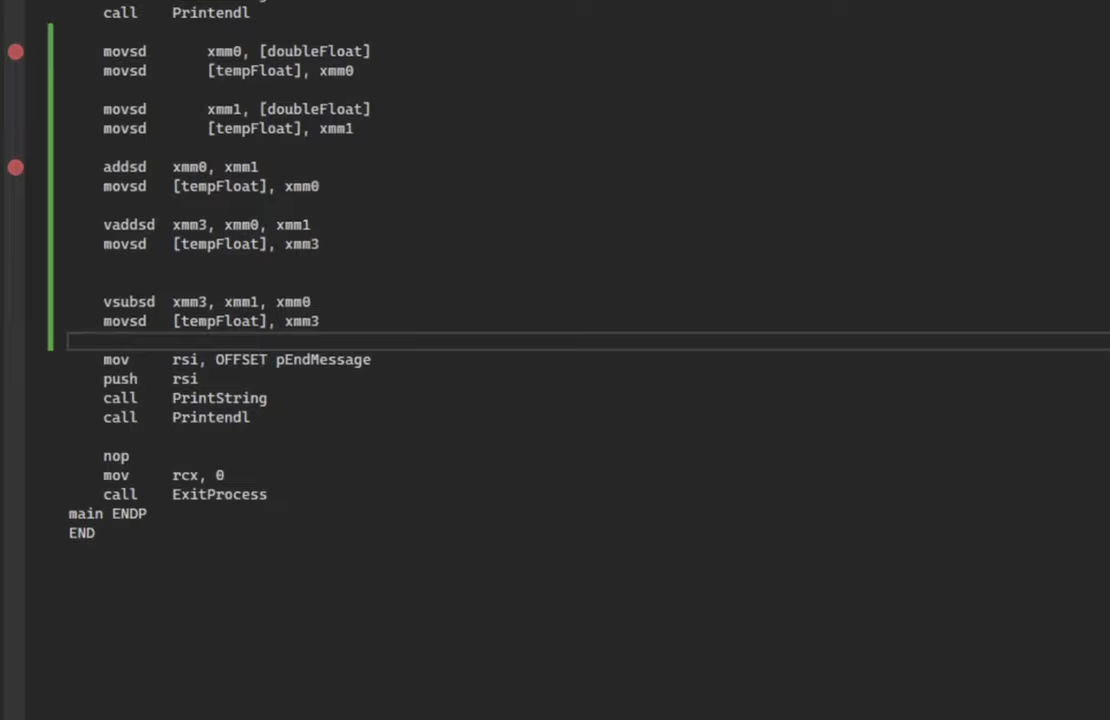 call    Printendl
movsd       xmm0, [doubleFloat]
movsd       [tempFloat], xmm0
movsd       xmm1, [doubleFloat]
movsd       [tempFloat], xmm1
addsd   xmm0, xmm1
movsd   [tempFloat], xmm0
vaddsd  xmm3, xmm0, xmm1
movsd   [tempFloat], xmm3
vsubsd  xmm3, xmm1, xmm0
movsd   [tempFloat], xmm3
mov     rsi, OFFSET pEndMessage
push    rsi
call    PrintString
call    Printendl
nop
mov     rcx, 0
call    ExitProcess
main ENDP
END